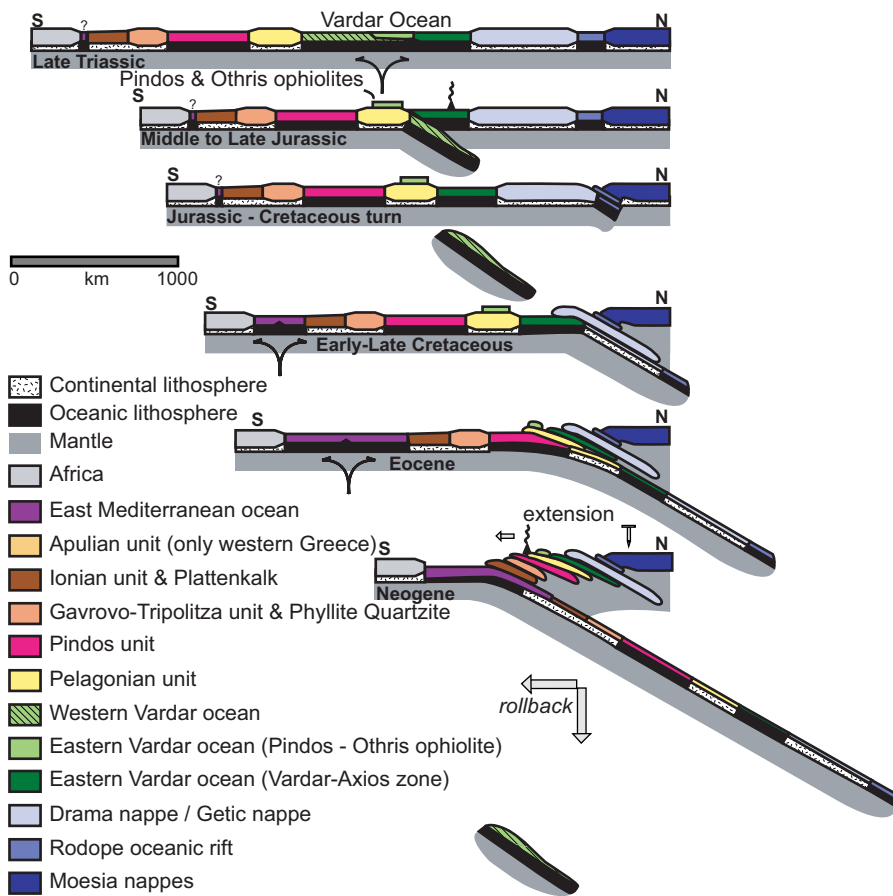 S
Vardar Ocean
N
?
Late Triassic
Pindos & Othris ophiolites
S
N
?
Middle to Late Jurassic
S
N
?
Jurassic - Cretaceous turn
0 km 1000
S
N
Early-Late Cretaceous
Continental lithosphere
Oceanic lithosphere
Mantle
Africa
East Mediterranean ocean
Apulian unit (only western Greece)
Ionian unit & Plattenkalk
Gavrovo-Tripolitza unit & Phyllite Quartzite
Pindos unit
Pelagonian unit
Western Vardar ocean
Eastern Vardar ocean (Pindos - Othris ophiolite)
Eastern Vardar ocean (Vardar-Axios zone)
Drama nappe / Getic nappe
Rodope oceanic rift
Moesia nappes
S
N
Eocene
extension
S
N
Neogene
rollback